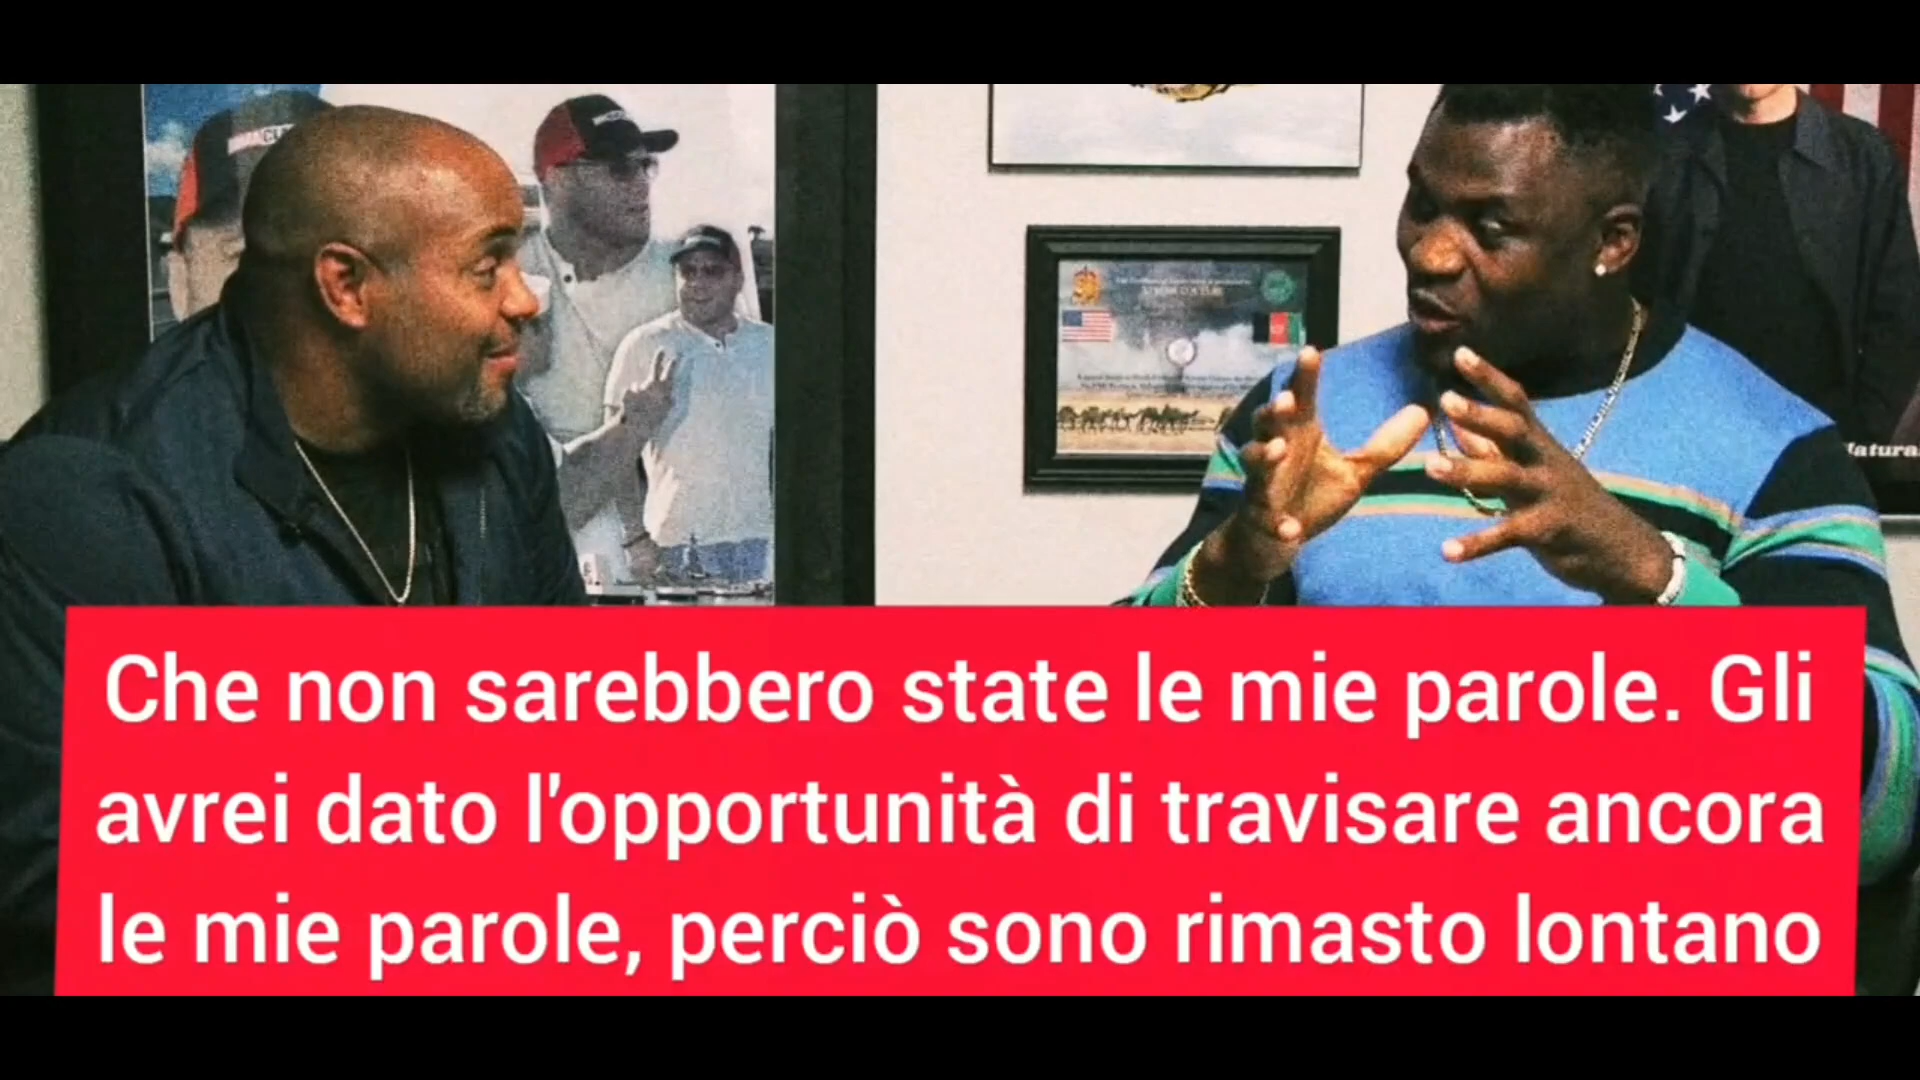 Che non sarebbero state le mie parole. Gli
avrei dato l'opportunità di travisare ancora
le mie parole, perciò sono rimasto lontano